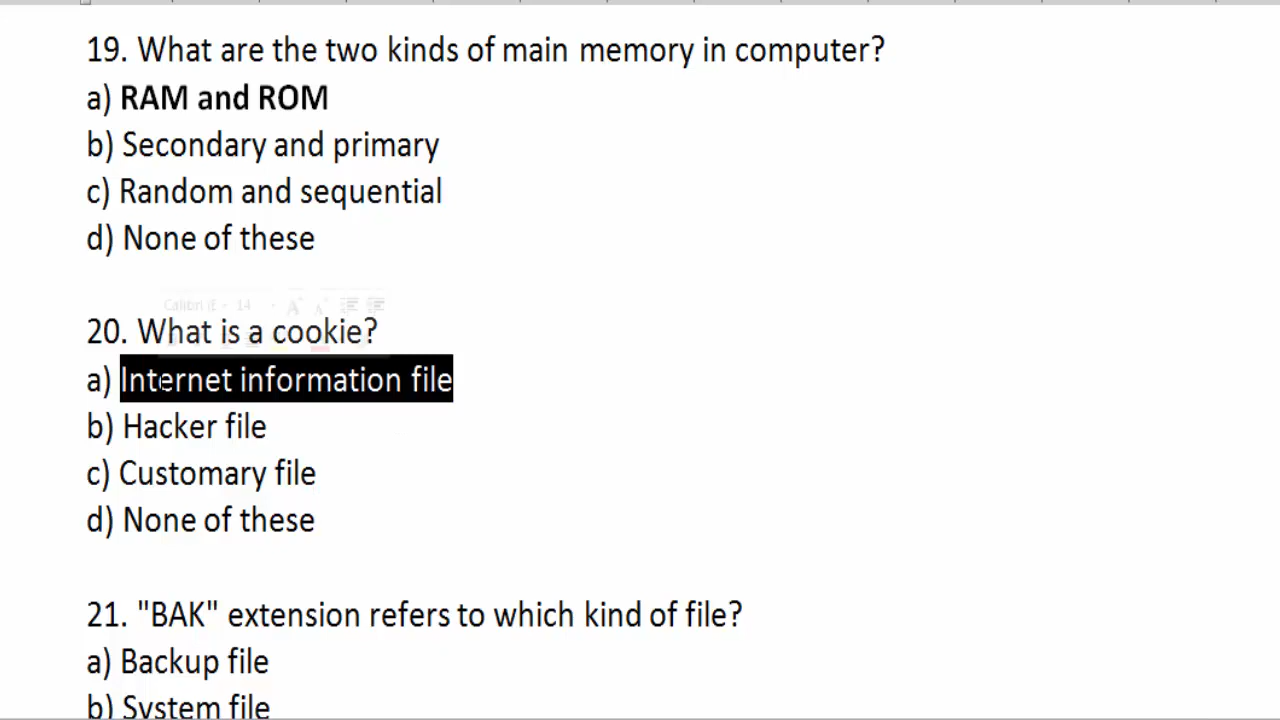 19. What are the two kinds of main memory in computer?
a) RAM and ROM
b) Secondary and primary
c) Random and sequential
d) None of these
Calibri (E 14
20. What is a cookie?
a) Internet information file
b) Hacker file
c) Customary file
d) None of these
21. "BAK" extension refers to which kind of file?
a) Backup file
b) System file